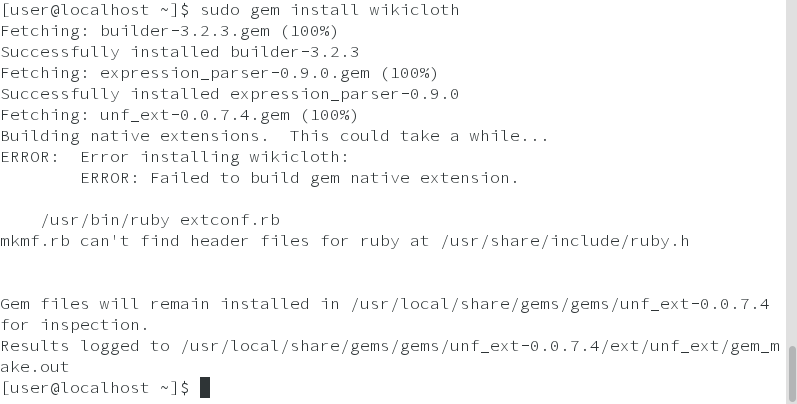 [user@localhost ~]$ sudo gem install wikicloth
Fetching: builder-3.2.3.gem (100%)
Successfully installed builder-3.2.3
Fetching: expression_parser-0.9.0.gem (100%)
Successfully installed expression_parser-0.9.0
Fetching: unf_ext-0.0.7.4.gem (100%)
Building native extensions.  This could take a while...
ERROR:  Error installing wikicloth:
        ERROR: Failed to build gem native extension.

    /usr/bin/ruby extconf.rb
mkmf.rb can't find header files for ruby at /usr/share/include/ruby.h


Gem files will remain installed in /usr/local/share/gems/gems/unf_ext-0.0.7.4
for inspection.
Results logged to /usr/local/share/gems/gems/unf_ext-0.0.7.4/ext/unf_ext/gem_m
ake.out
[user@localhost ~]$